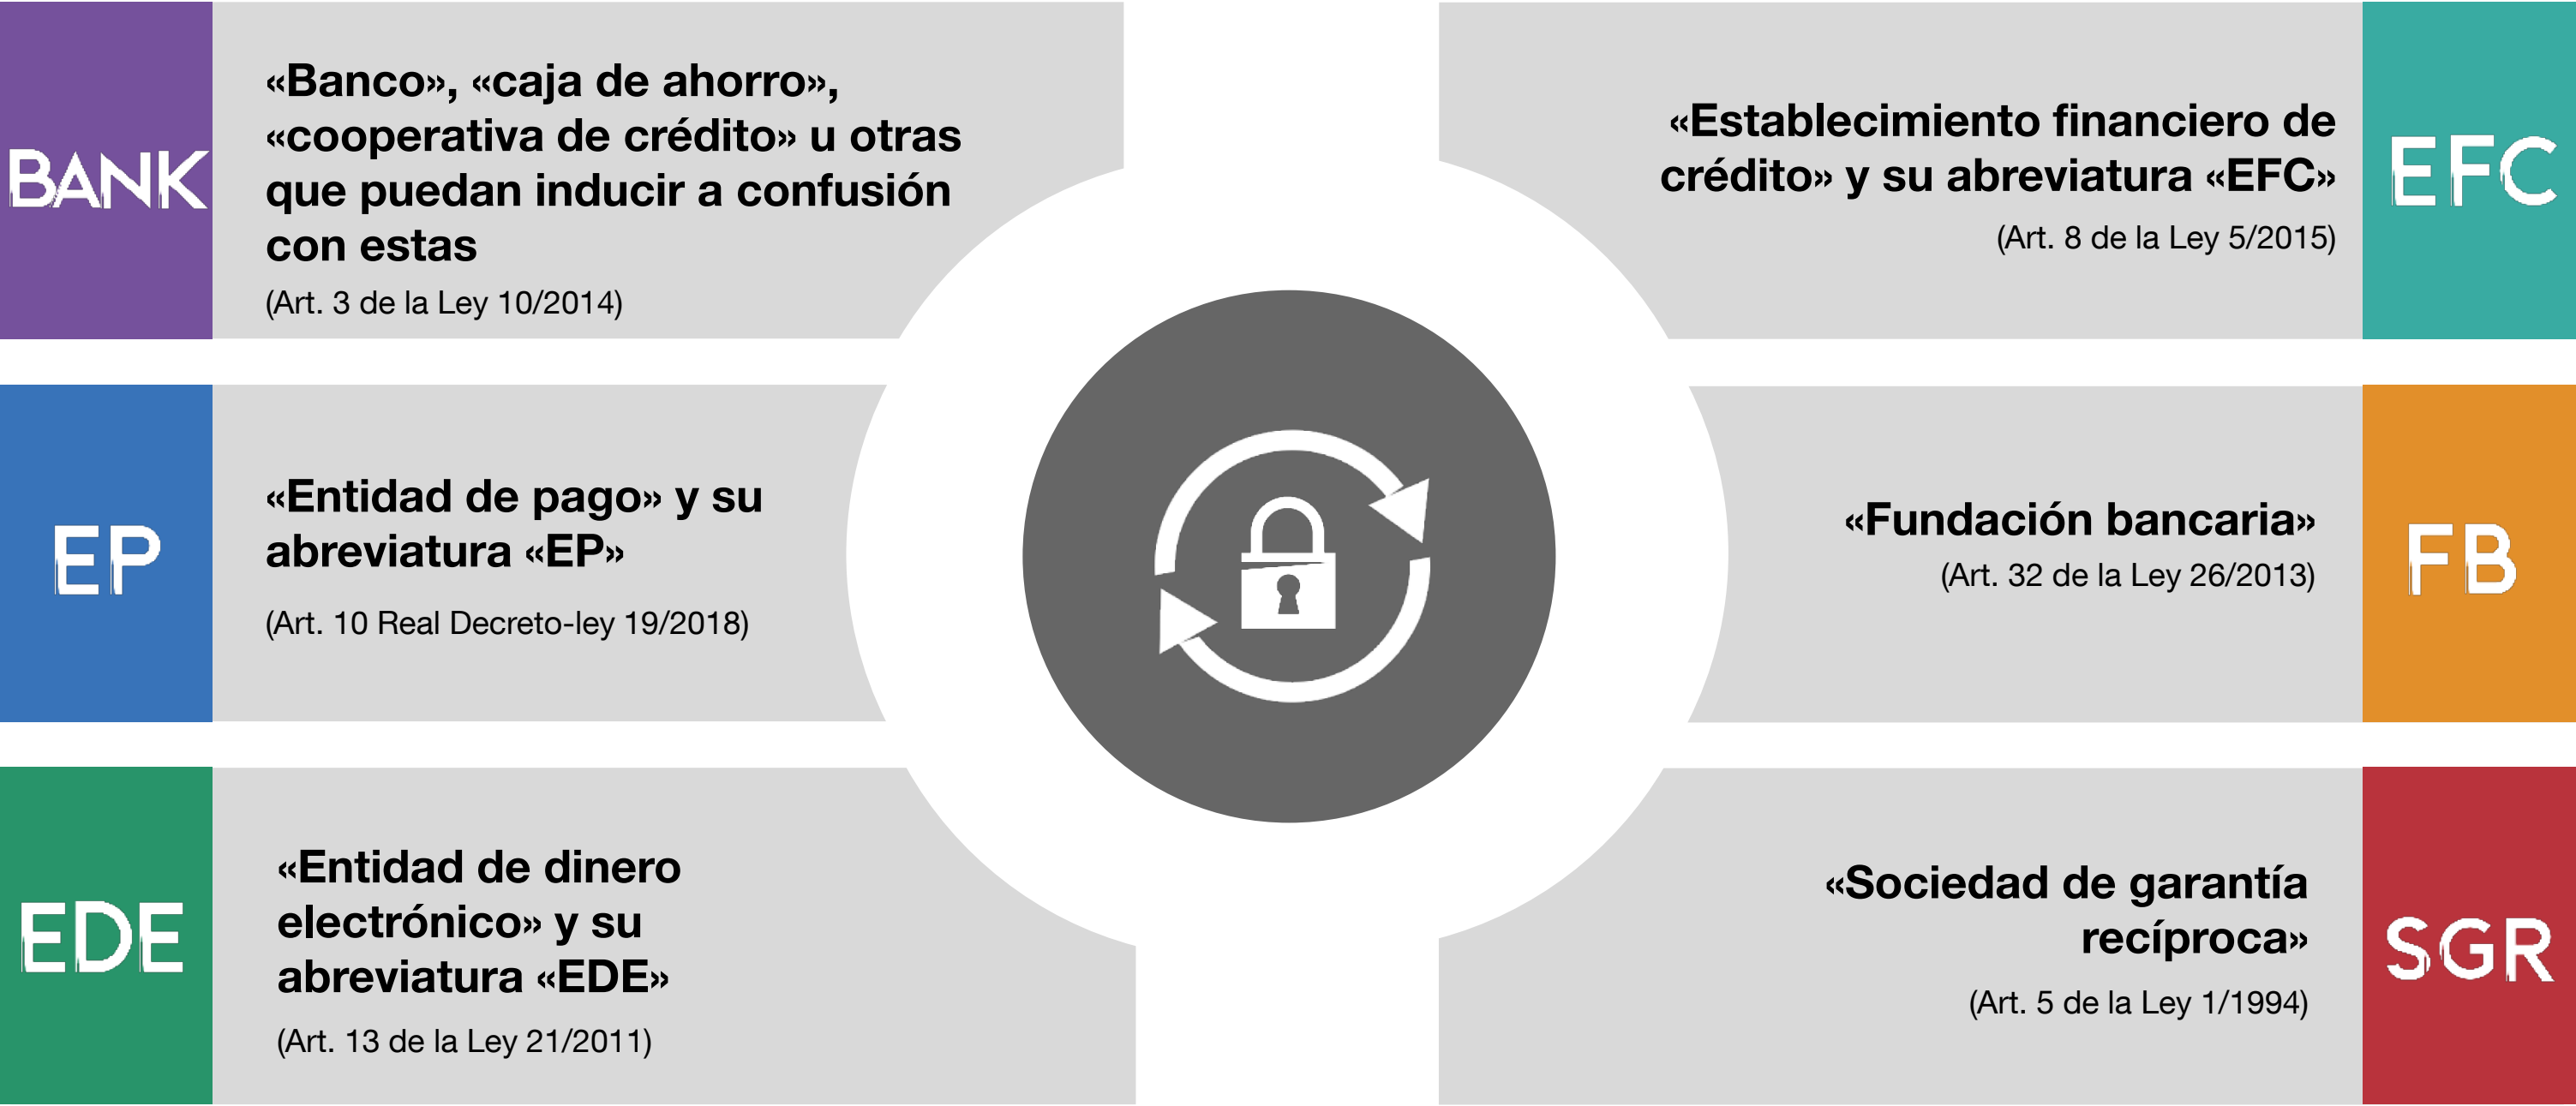 BANK
«Banco», «caja de ahorro»,
«cooperativa de crédito» u otras
que puedan inducir a confusión
con estas
(Art. 3 de la Ley 10/2014)
«Establecimiento financiero de
crédito» y su abreviatura «EFC»
(Art. 8 de la Ley 5/2015)
EFC
EP
«Entidad de pago» y su
abreviatura «EP»
(Art. 10 Real Decreto-ley 19/2018)
«Fundación bancaria»
(Art. 32 de la Ley 26/2013)
FB
EDE
«Entidad de dinero
electrónico» y su
abreviatura «EDE»
(Art. 13 de la Ley 21/2011)
«Sociedad de garantía
recíproca»
(Art. 5 de la Ley 1/1994)
SGR